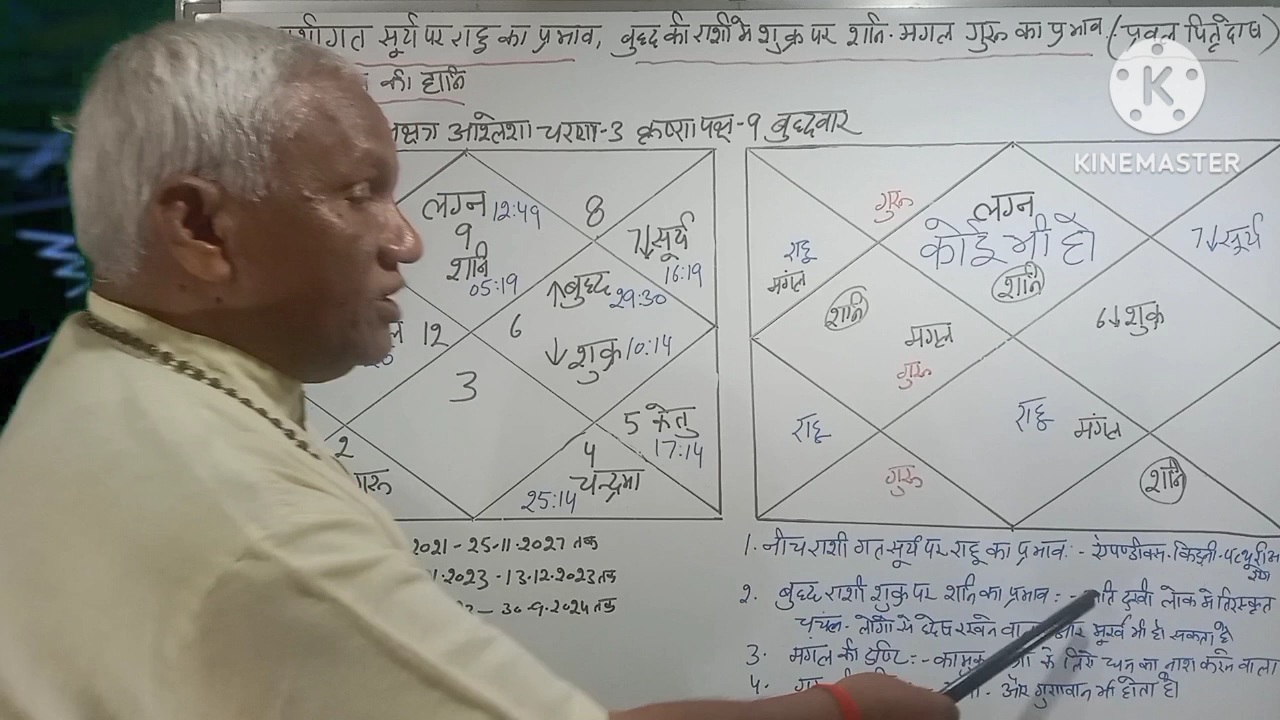 राशीगत सूर्य पर राहु का प्रभाव, बुद्द की राशी मे शुक्र पर शनि-मंगल गुरू का प्रभाव (प्रवल पितृदोष)
की हानि
नक्षत्र अश्लेशा चरण-3 कृष्णा पक्ष-9 बुद्दवार
K
KINEMASTER
लग्न 12:49
9
शनि
05:19
8
7↓सूर्य
16:19
↑बुद्द 29:30
6
↓शुक्र 10:14
12
3
5 केतु
17:14
4
चन्द्रमा
25:14
2
गुरू
गुरू
लग्न
कोई भी हो
शनि
7↓सूर्य
राहू
मंगल
शनि
मंगल
गुरू
6↓शुक्र
राहू
राहू
मंगल
गुरू
शनि
2021 - 25-11-2027 तक
2023 - 13.12.2023 तक
30-9-2024 तक
1. नीच राशी गत सूर्य पर राहू का प्रभाव:- किडनी-
2. बुद्द राशी शुक्र पर शनि का प्रभाव:- दुखी लोक मे तिरस्कृत
चंचल- लोगों से द्वेष रखने और मूर्ख भी हो सकता है
3. मंगल की दृष्टि:- के लिये धन का नाश करने वाला
4. और गुणवान भी होता है।